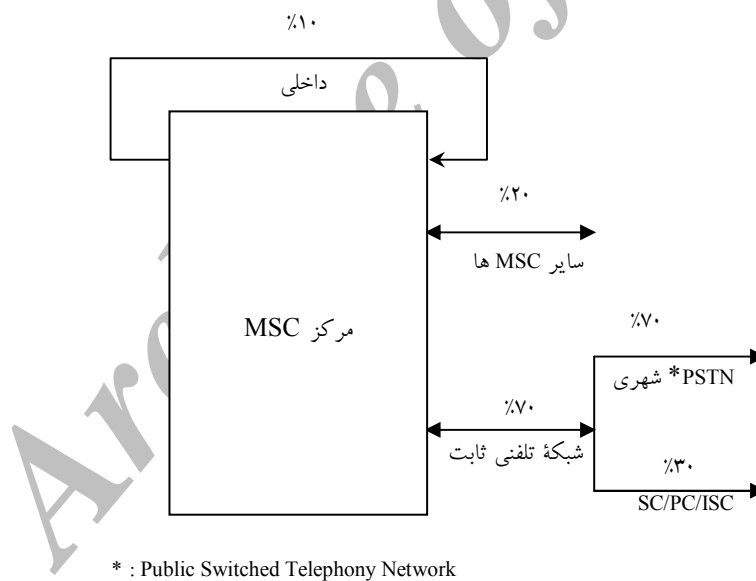 ٪۱۰
داخلی
٪۲۰
سایر MSC ها
مرکز MSC
٪۷۰
PSTN* شهری
٪۷۰
شبکۀ تلفنی ثابت
٪۳۰
SC/PC/ISC
* : Public Switched Telephony Network